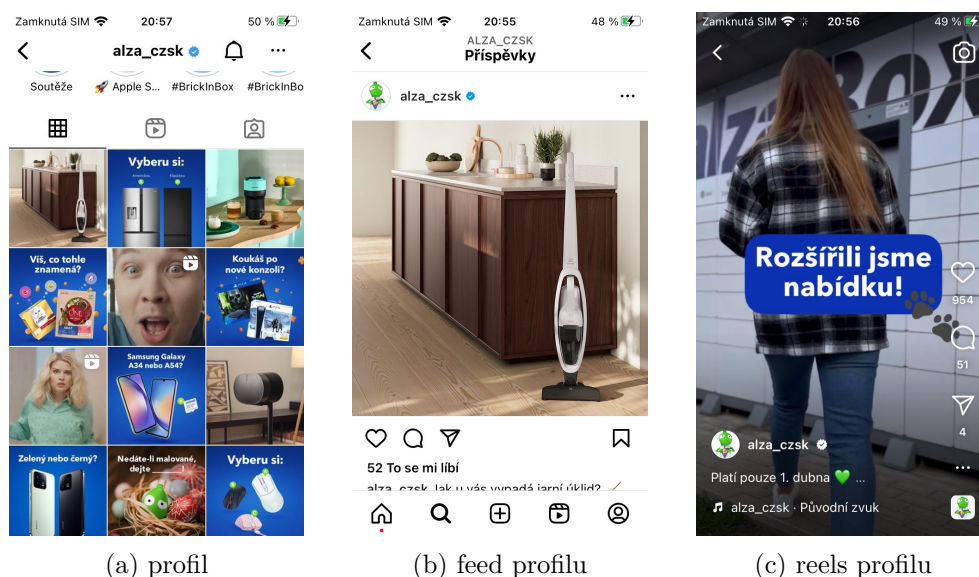 Zamknutá SIM 20:57 50 %
alza_czsk
Soutěže 🚀 Apple S... #BrickInBox #BrickInBo
Vyberu si:
Víš, co tohle znamená?
Koukáš po nové konzoli?
Samsung Galaxy A34 nebo A54?
Zelený nebo černý?
Nedáte-li malované, dejte
Vyberu si:
(a) profil
Zamknutá SIM 20:55 48 %
ALZA_CZSK
Příspěvky
alza_czsk
52 To se mi líbí
alza_czsk Jak u vás vypadá jarní úklid?
(b) feed profilu
Zamknutá SIM 20:56 49 %
Rozšířili jsme
nabídku!
954
51
4
alza_czsk
Platí pouze 1. dubna 💚 ...
alza_czsk · Původní zvuk
(c) reels profilu